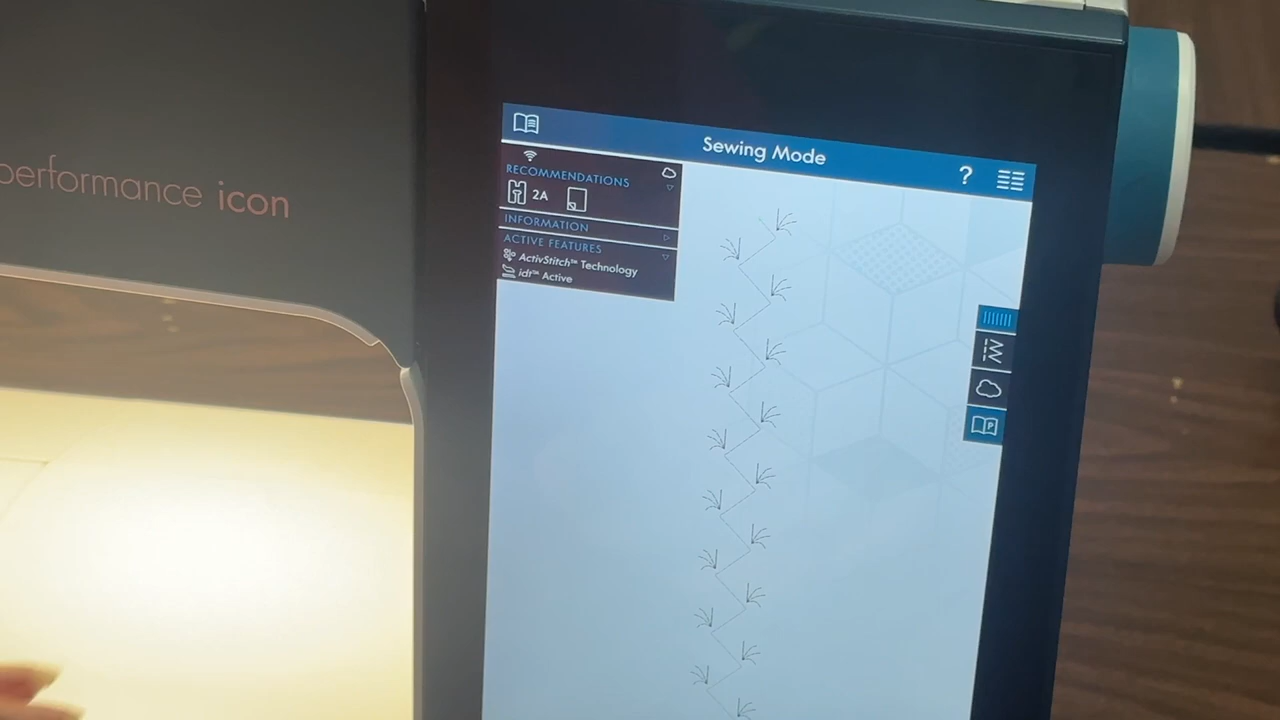 performance icon
Sewing Mode
?
RECOMMENDATIONS
2A
INFORMATION
ACTIVE FEATURES
ActivStitch™ Technology
idt™ Active
P